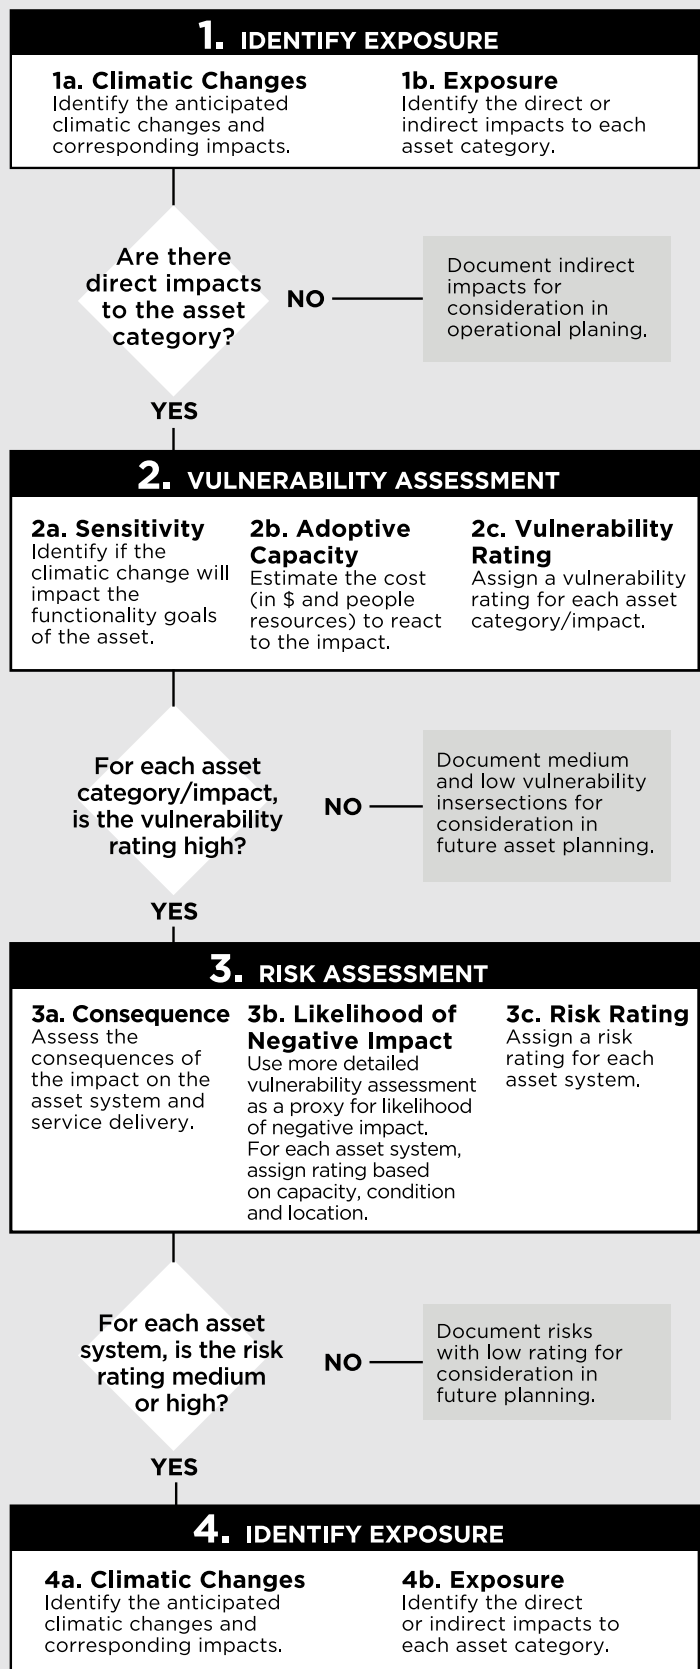 1. IDENTIFY EXPOSURE
1a. Climatic Changes
Identify the anticipated
climatic changes and
corresponding impacts.
1b. Exposure
Identify the direct or
indirect impacts to each
asset category.
Are there
direct impacts
to the asset
category?
NO
Document indirect
impacts for
consideration in
operational planing.
YES
2. VULNERABILITY ASSESSMENT
2a. Sensitivity
Identify if the
climatic change will
impact the
functionality goals
of the asset.
2b. Adoptive
Capacity
Estimate the cost
(in $ and people
resources) to react
to the impact.
2c. Vulnerability
Rating
Assign a vulnerability
rating for each asset
category/impact.
For each asset
category/impact,
is the vulnerability
rating high?
NO
Document medium
and low vulnerability
insersections for
consideration in
future asset planning.
YES
3. RISK ASSESSMENT
3a. Consequence
Assess the
consequences of
the impact on the
asset system and
service delivery.
3b. Likelihood of
Negative Impact
Use more detailed
vulnerability assessment
as a proxy for likelihood
of negative impact.
For each asset system,
assign rating based
on capacity, condition
and location.
3c. Risk Rating
Assign a risk
rating for each
asset system.
For each asset
system, is the risk
rating medium
or high?
NO
Document risks
with low rating for
consideration in
future planning.
YES
4. IDENTIFY EXPOSURE
4a. Climatic Changes
Identify the anticipated
climatic changes and
corresponding impacts.
4b. Exposure
Identify the direct
or indirect impacts to
each asset category.